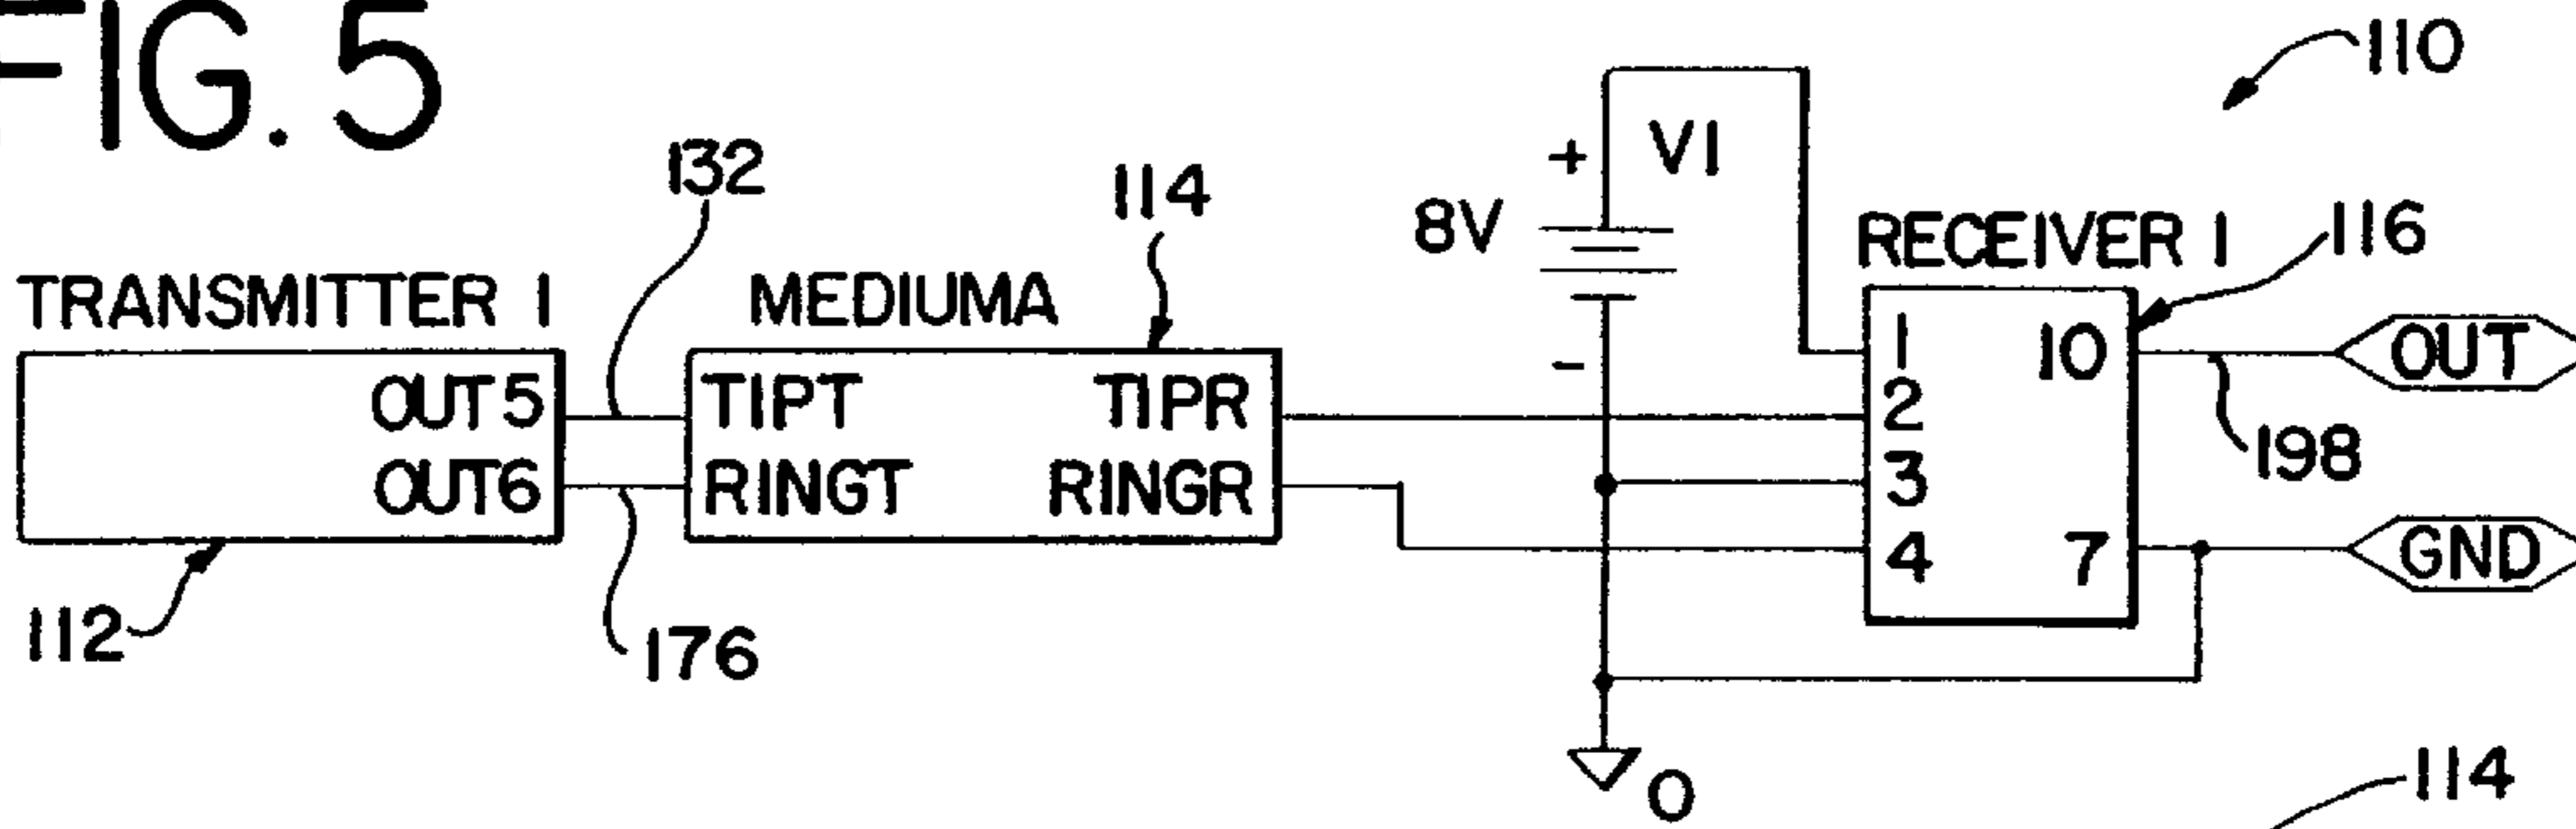 FIG. 5
110
132
114
+ V1
8V
-
RECEIVER 1
116
TRANSMITTER 1
MEDIUMA
OUT5
OUT6
TIPT TIPR
RINGT RINGR
1 10
2
3
4 7
OUT
198
GND
112
176
0
114